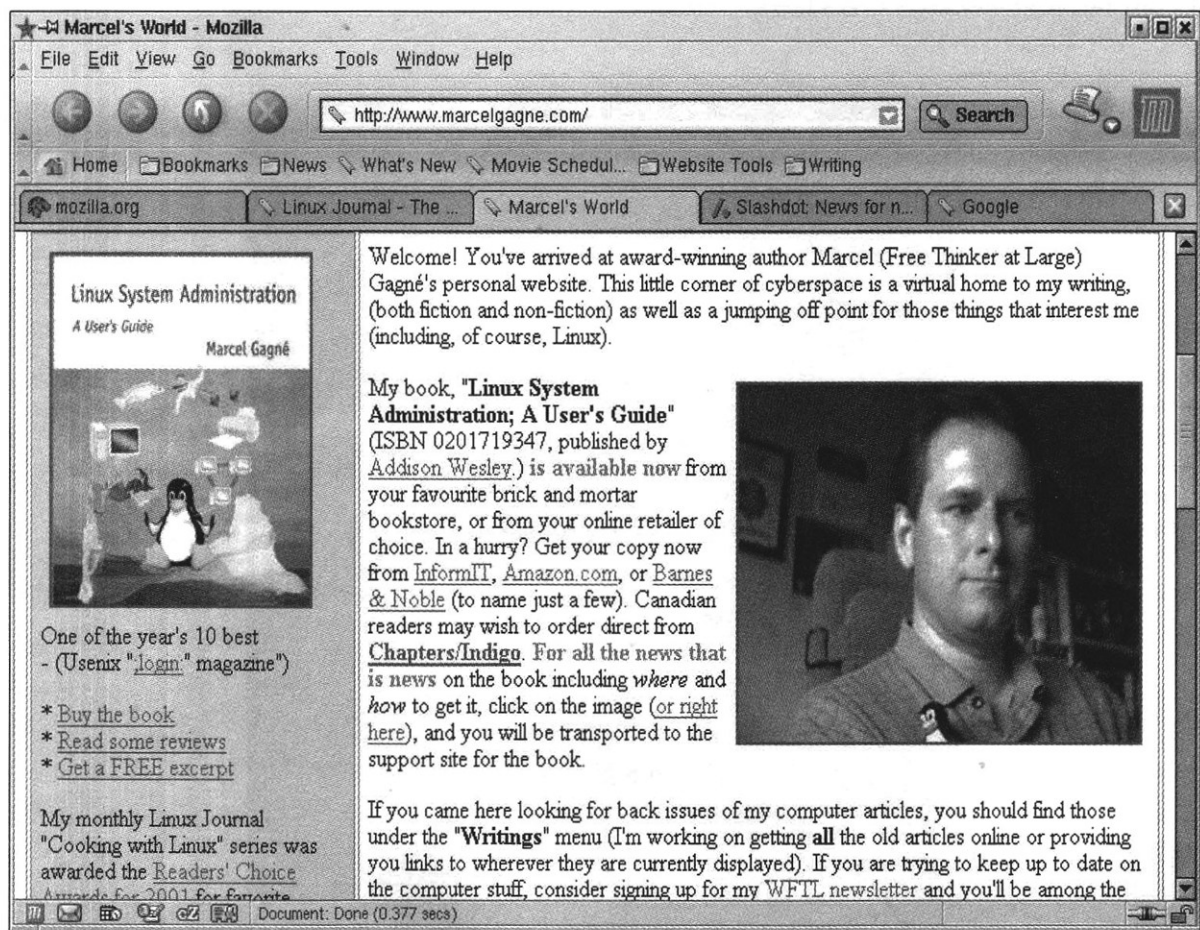 Marcel's World - Mozilla
File Edit View Go Bookmarks Tools Window Help
http://www.marcelgagne.com/ Search
Home Bookmarks News What's New Movie Schedul... Website Tools Writing
mozilla.org Linux Journal - The ... Marcel's World Slashdot: News for n... Google
Linux System Administration
A User's Guide
Marcel Gagné
One of the year's 10 best
- (Usenix ";login:" magazine")
* Buy the book
* Read some reviews
* Get a FREE excerpt
My monthly Linux Journal
"Cooking with Linux" series was
awarded the Readers' Choice
Awards for 2001 for favorite
Welcome! You've arrived at award-winning author Marcel (Free Thinker at Large)
Gagné's personal website. This little corner of cyberspace is a virtual home to my writing,
(both fiction and non-fiction) as well as a jumping off point for those things that interest me
(including, of course, Linux).
My book, "Linux System
Administration; A User's Guide"
(ISBN 0201719347, published by
Addison Wesley.) is available now from
your favourite brick and mortar
bookstore, or from your online retailer of
choice. In a hurry? Get your copy now
from InformIT, Amazon.com, or Barnes
& Noble (to name just a few). Canadian
readers may wish to order direct from
Chapters/Indigo. For all the news that
is news on the book including where and
how to get it, click on the image (or right
here), and you will be transported to the
support site for the book.
If you came here looking for back issues of my computer articles, you should find those
under the "Writings" menu (I'm working on getting all the old articles online or providing
you links to wherever they are currently displayed). If you are trying to keep up to date on
the computer stuff, consider signing up for my WFTL newsletter and you'll be among the
Document: Done (0.377 secs)